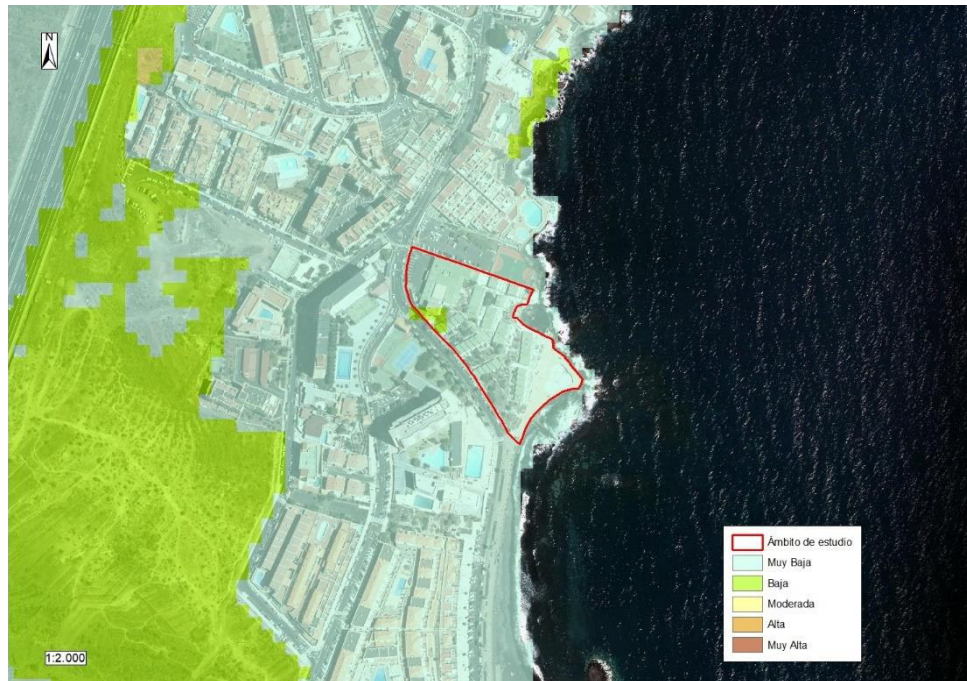 N
Ámbito de estudio
Muy Baja
Baja
Moderada
Alta
Muy Alta
1:2.000